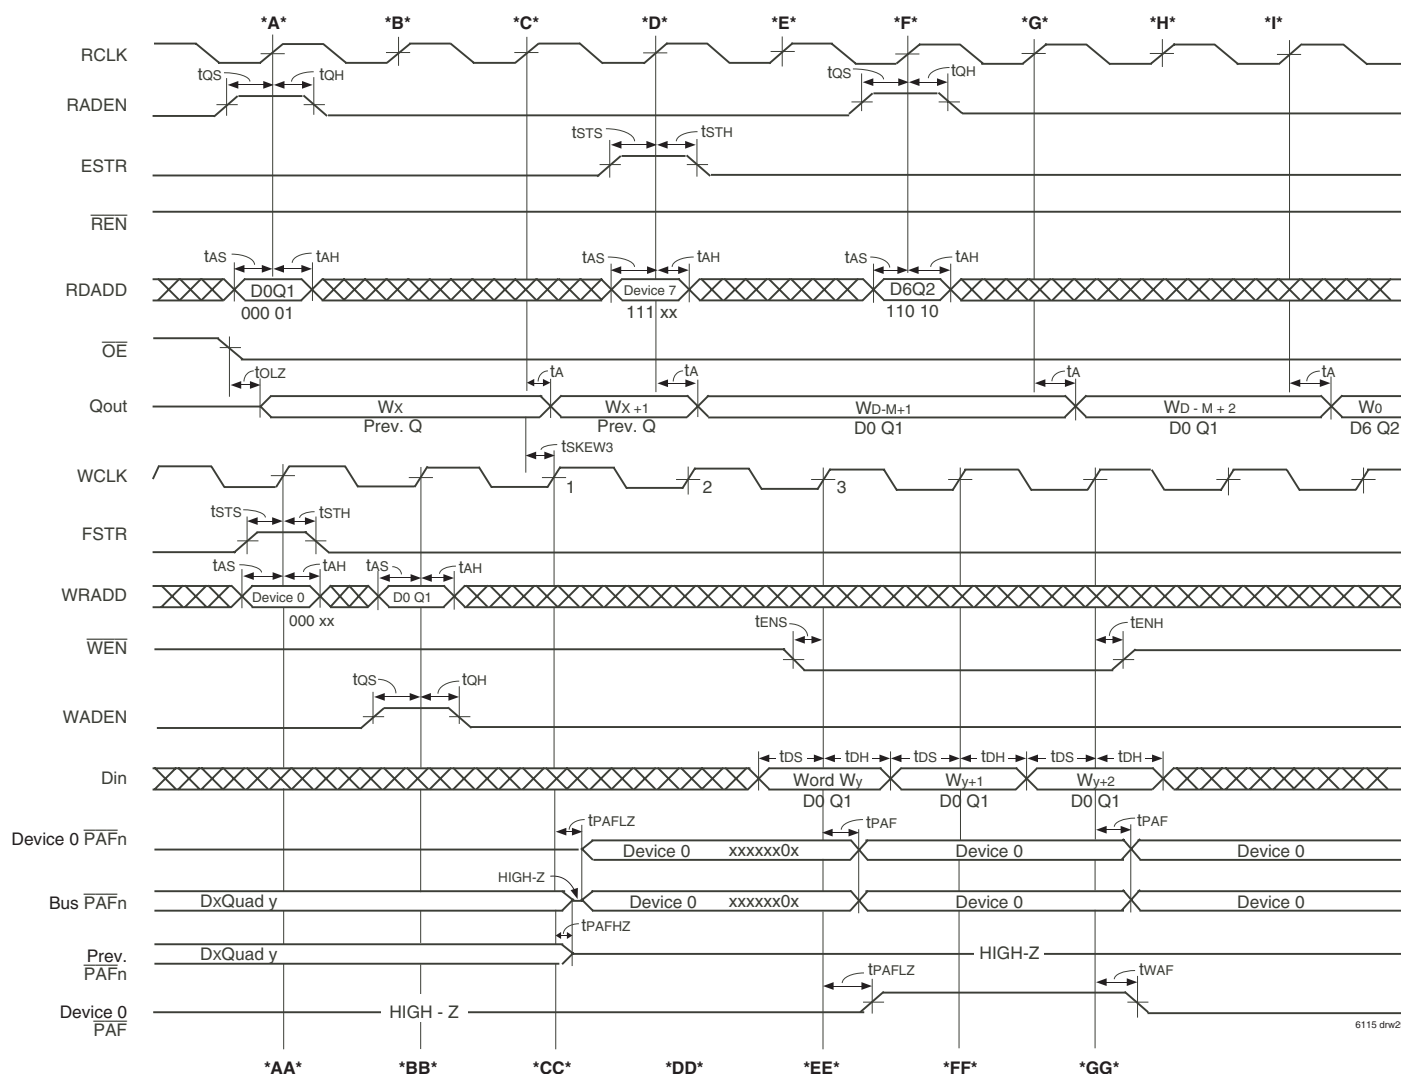 *A* *B* *C* *D* *E* *F* *G* *H* *I*
RCLK
tQS tQH tQS tQH
RADEN
tSTS tSTH
ESTR
REN
tAS tAH tAS tAH tAS tAH
RDADD D0Q1 Device 7 D6Q2
000 01 111 xx 110 10
OE
tOLZ tA tA tA tA
Qout WX WX +1 WD-M+1 WD - M + 2 W0
Prev. Q Prev. Q D0 Q1 D0 Q1 D6 Q2
tSKEW3
WCLK 1 2 3
tSTS tSTH
FSTR
tAS tAH tAS tAH
WRADD Device 0 D0 Q1
000 xx
tENS tENH
WEN
tQS tQH
WADEN
tDS tDH tDS tDH tDS tDH
Din Word Wy Wy+1 Wy+2
D0 Q1 D0 Q1 D0 Q1
tPAFLZ tPAF tPAF
Device 0 PAFn Device 0 xxxxxx0x Device 0 Device 0
HIGH-Z
Bus PAFn DxQuad y Device 0 xxxxxx0x Device 0 Device 0
tPAFHZ
Prev. DxQuad y HIGH-Z
PAFn
tPAFLZ tWAF
Device 0 HIGH - Z
PAF
6115 drw2
*AA* *BB* *CC* *DD* *EE* *FF* *GG*